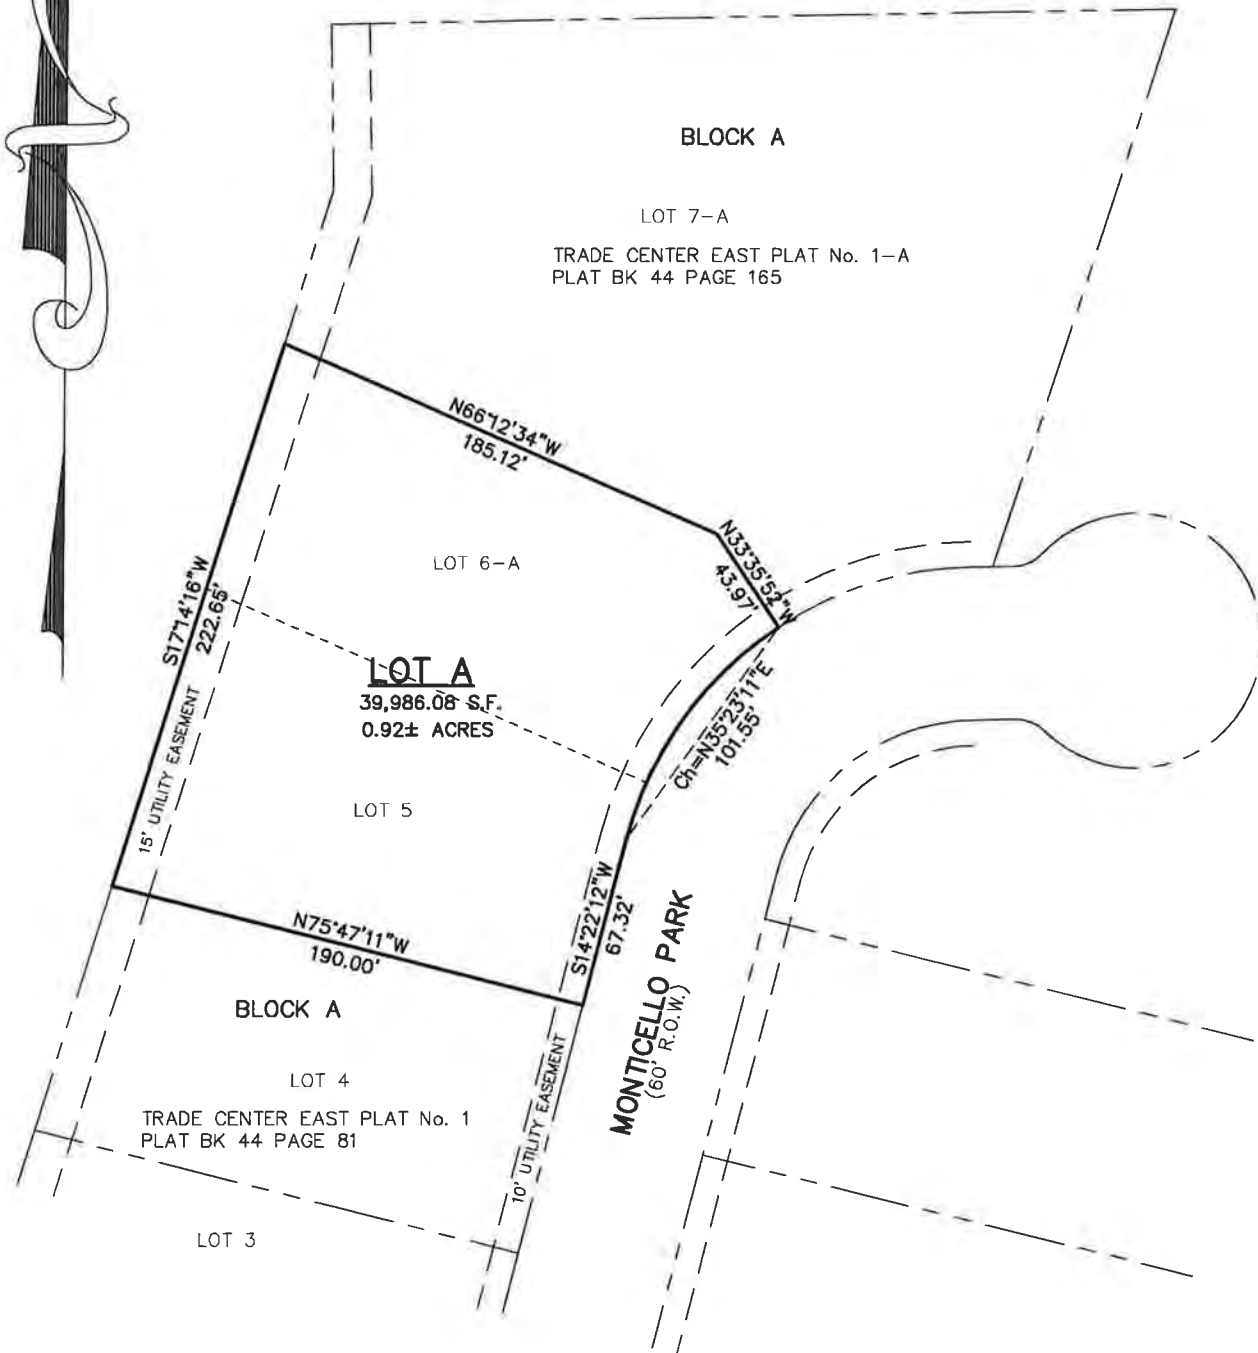 BLOCK A
LOT 7-A
TRADE CENTER EAST PLAT No. 1-A
PLAT BK 44 PAGE 165
N66°12'34"W
185.12'
N33°35'52"W
43.97'
LOT 6-A
S17°14'16"W
222.65'
LOT A
39,986.08 S.F.
0.92± ACRES
Ch=N35°23'11"E
101.55'
15' UTILITY EASEMENT
LOT 5
S14°22'12"W
67.32'
N75°47'11"W
190.00'
BLOCK A
MONTICELLO PARK
(60' R.O.W.)
LOT 4
TRADE CENTER EAST PLAT No. 1
PLAT BK 44 PAGE 81
10' UTILITY EASEMENT
LOT 3